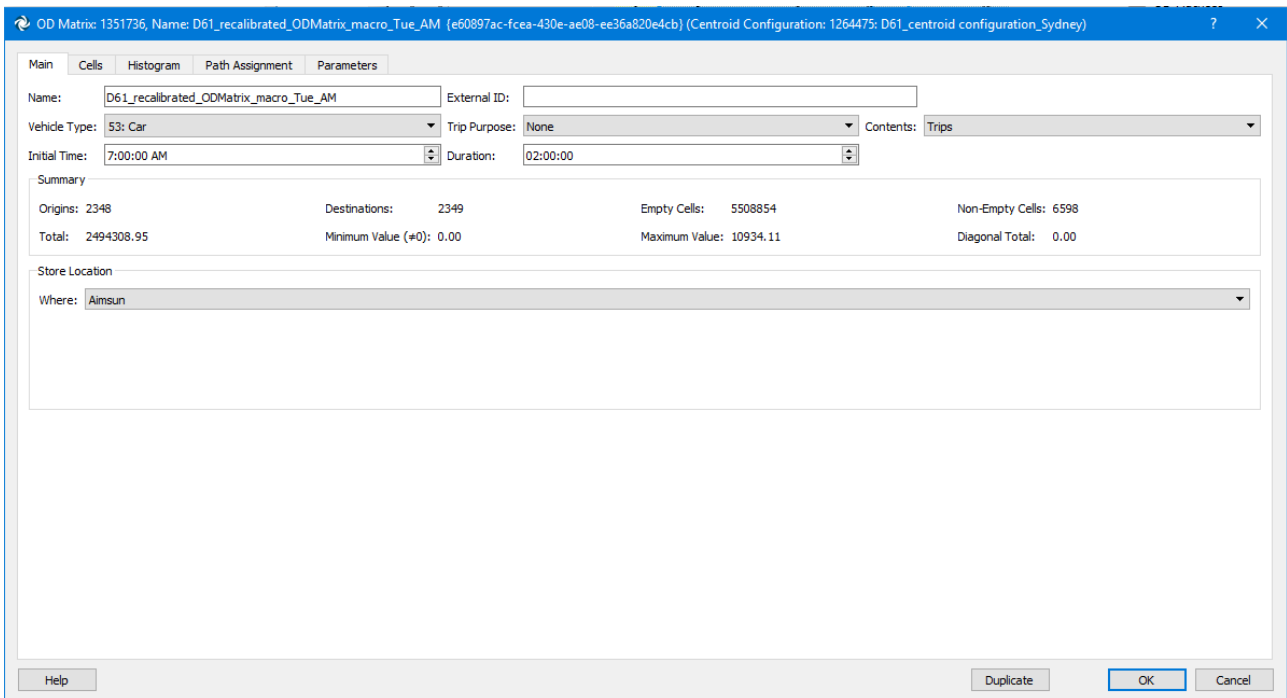 OD Matrix: 1351736, Name: D61_recalibrated_ODMatrix_macro_Tue_AM {e60897ac-fcea-430e-ae08-ee36a820e4cb} (Centroid Configuration: 1264475: D61_centroid configuration_Sydney) ? ×
Main Cells Histogram Path Assignment Parameters
Name: D61_recalibrated_ODMatrix_macro_Tue_AM External ID:
Vehicle Type: 53: Car Trip Purpose: None Contents: Trips
Initial Time: 7:00:00 AM Duration: 02:00:00
Summary
Origins: 2348 Destinations: 2349 Empty Cells: 5508854 Non-Empty Cells: 6598
Total: 2494308.95 Minimum Value (≠0): 0.00 Maximum Value: 10934.11 Diagonal Total: 0.00
Store Location
Where: Aimsun
Help Duplicate OK Cancel